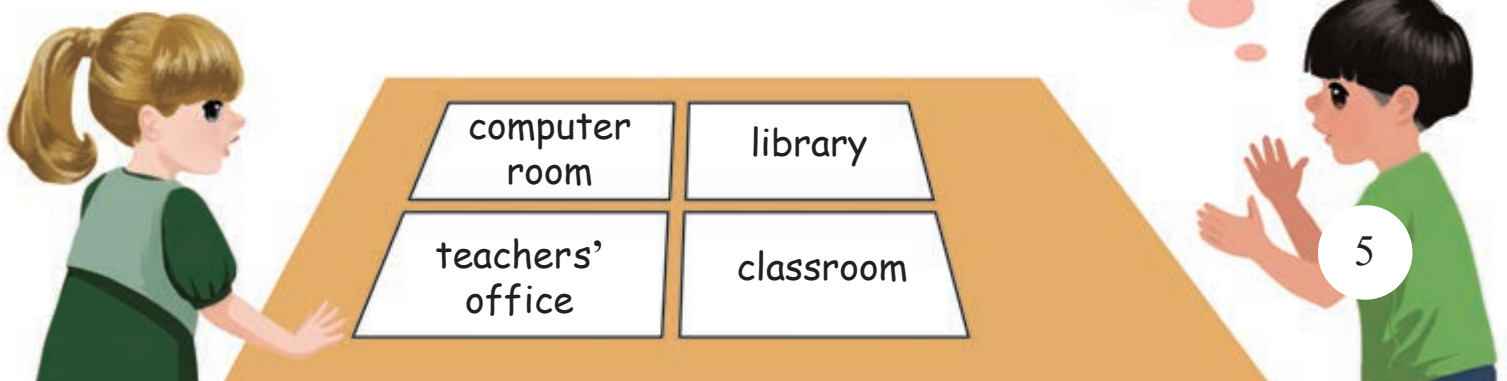 computer
room
library
teachers’
office
classroom
5